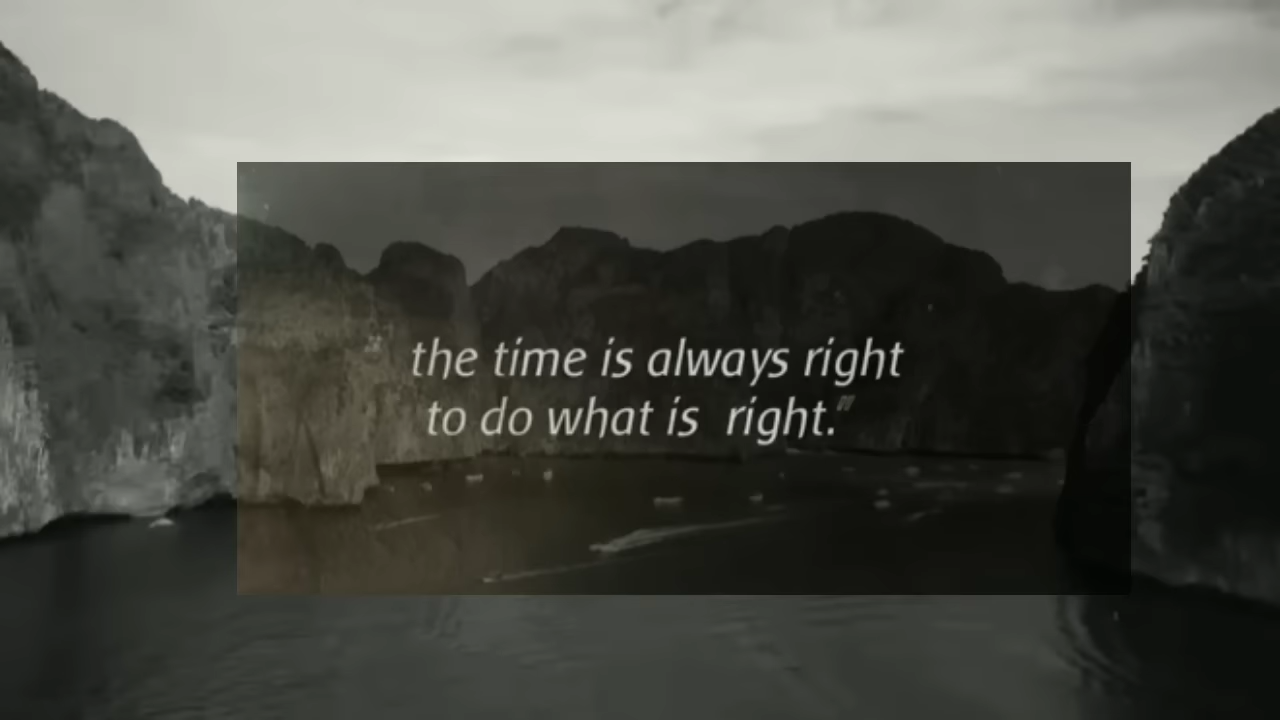 “ the time is always right
to do what is  right.”